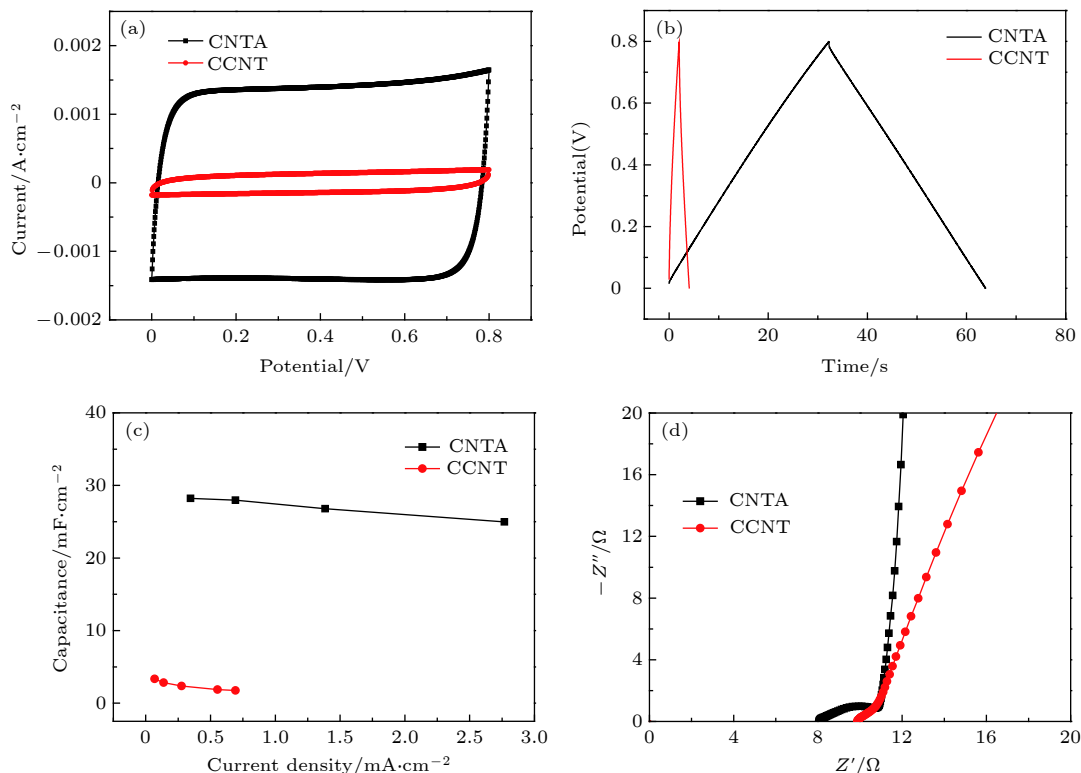 (a)
CNTA
CCNT
0.002
0.001
0
−0.001
−0.002
Current/A·cm−2
0 0.2 0.4 0.6 0.8
Potential/V
(b)
CNTA
CCNT
0.8
0.6
0.4
0.2
0
Potential(V)
0 20 40 60 80
Time/s
(c)
CNTA
CCNT
40
30
20
10
0
Capacitance/mF·cm−2
0 0.5 1.0 1.5 2.0 2.5 3.0
Current density/mA·cm−2
(d)
CNTA
CCNT
20
16
12
8
4
0
−Z′′/Ω
0 4 8 12 16 20
Z′/Ω